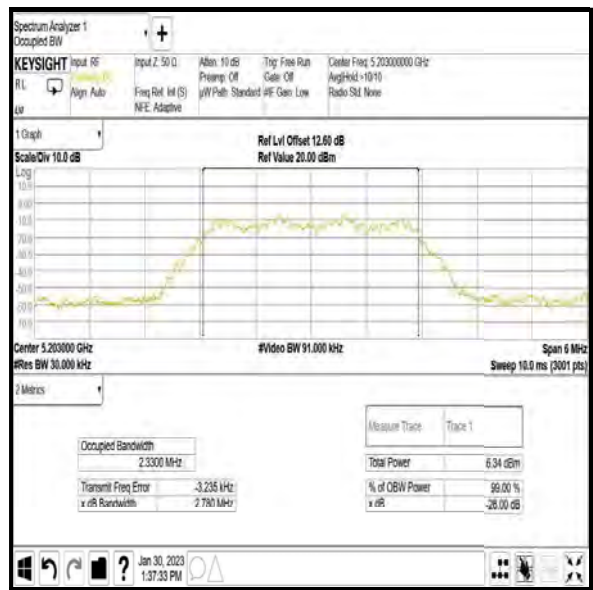 Spectrum Analyzer 1
Occupied BW
+
KEYSIGHT Input: RF Input Z: 50 Ω Atten: 10 dB Trig: Free Run Center Freq: 5.203000000 GHz
Preamp: Off Gate: Off Avg|Hold:>10/10
RL Align: Auto Freq Ref: Int (S) µW Path: Standard #IF Gain: Low Radio Std: None
NFE: Adaptive
1 Graph Ref Lvl Offset 12.60 dB
Scale/Div 10.0 dB Ref Value 20.00 dBm
Log
10.0
0.00
Center 5.203000 GHz #Video BW 91.000 kHz Span 6 MHz
#Res BW 30.000 kHz Sweep 10.0 ms (3001 pts)
2 Metrics
Measure Trace Trace 1
Occupied Bandwidth
2.3300 MHz Total Power 6.34 dBm
Transmit Freq Error -3.235 kHz % of OBW Power 99.00 %
x dB Bandwidth 2.780 MHz x dB -26.00 dB
? Jan 30, 2023
1:37:33 PM